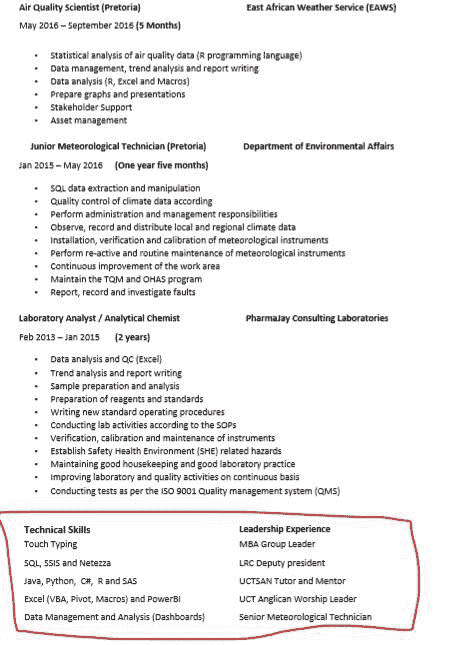 Air Quality Scientist (Pretoria) East African Weather Service (EAWS)
May 2016 – September 2016 (5 Months)
• Statistical analysis of air quality data (R programming language)
• Data management, trend analysis and report writing
• Data analysis (R, Excel and Macros)
• Prepare graphs and presentations
• Stakeholder Support
• Asset management
Junior Meteorological Technician (Pretoria) Department of Environmental Affairs
Jan 2015 – May 2016 (One year five months)
• SQL data extraction and manipulation
• Quality control of climate data according
• Perform administration and management responsibilities
• Observe, record and distribute local and regional climate data
• Installation, verification and calibration of meteorological instruments
• Perform re-active and routine maintenance of meteorological instruments
• Continuous improvement of the work area
• Maintain the TQM and OHAS program
• Report, record and investigate faults
Laboratory Analyst / Analytical Chemist PharmaJay Consulting Laboratories
Feb 2013 – Jan 2015 (2 years)
• Data analysis and QC (Excel)
• Trend analysis and report writing
• Sample preparation and analysis
• Preparation of reagents and standards
• Writing new standard operating procedures
• Conducting lab activities according to the SOPs
• Verification, calibration and maintenance of instruments
• Establish Safety Health Environment (SHE) related hazards
• Maintaining good housekeeping and good laboratory practice
• Improving laboratory and quality activities on continuous basis
• Conducting tests as per the ISO 9001 Quality management system (QMS)
Technical Skills Leadership Experience
Touch Typing MBA Group Leader
SQL, SSIS and Netezza LRC Deputy president
Java, Python, C#, R and SAS UCTSAN Tutor and Mentor
Excel (VBA, Pivot, Macros) and PowerBI UCT Anglican Worship Leader
Data Management and Analysis (Dashboards) Senior Meteorological Technician